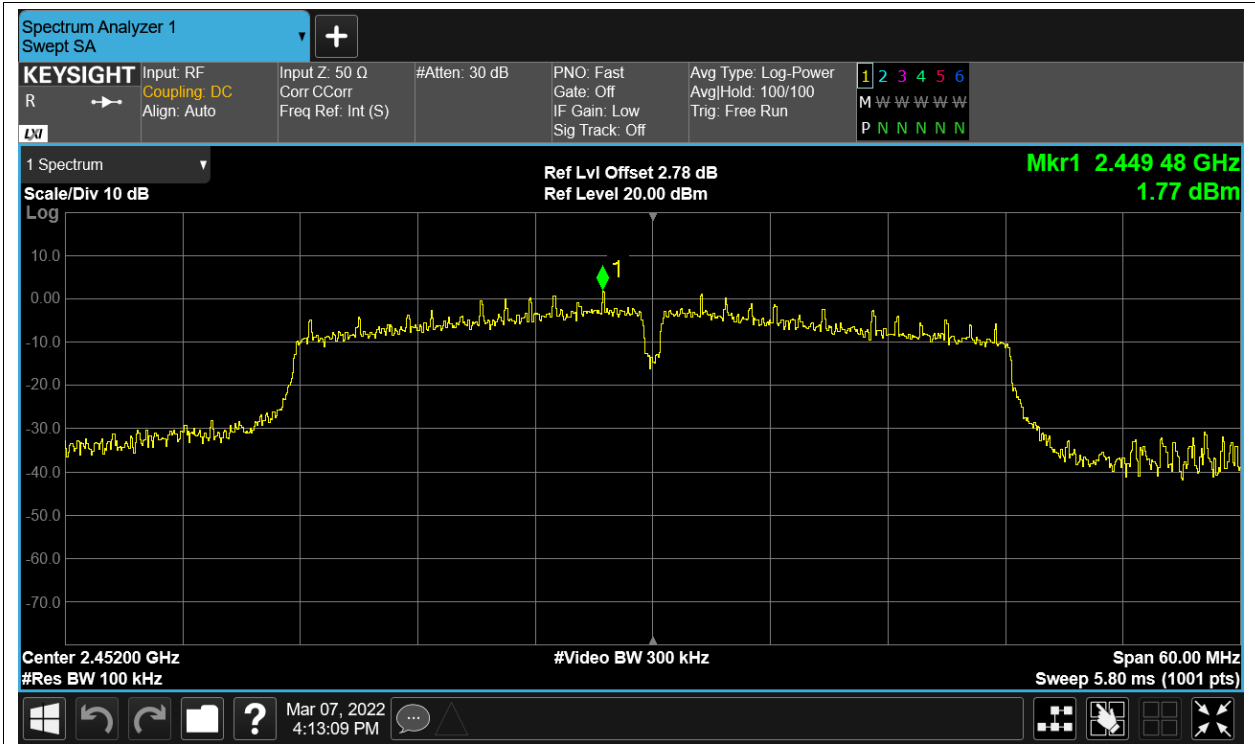 Spectrum Analyzer 1
Swept SA
KEYSIGHT
R
LXI
Input: RF
Coupling: DC
Align: Auto
Input Z: 50 Ω
Corr CCorr
Freq Ref: Int (S)
#Atten: 30 dB
PNO: Fast
Gate: Off
IF Gain: Low
Sig Track: Off
Avg Type: Log-Power
Avg|Hold: 100/100
Trig: Free Run
1 2 3 4 5 6
M W W W W W
P N N N N N
1 Spectrum
Scale/Div 10 dB
Log
Ref Lvl Offset 2.78 dB
Ref Level 20.00 dBm
Mkr1 2.449 48 GHz
1.77 dBm
10.0
0.00
-10.0
-20.0
-30.0
-40.0
-50.0
-60.0
-70.0
1
Center 2.45200 GHz
#Res BW 100 kHz
#Video BW 300 kHz
Span 60.00 MHz
Sweep 5.80 ms (1001 pts)
?
Mar 07, 2022
4:13:09 PM